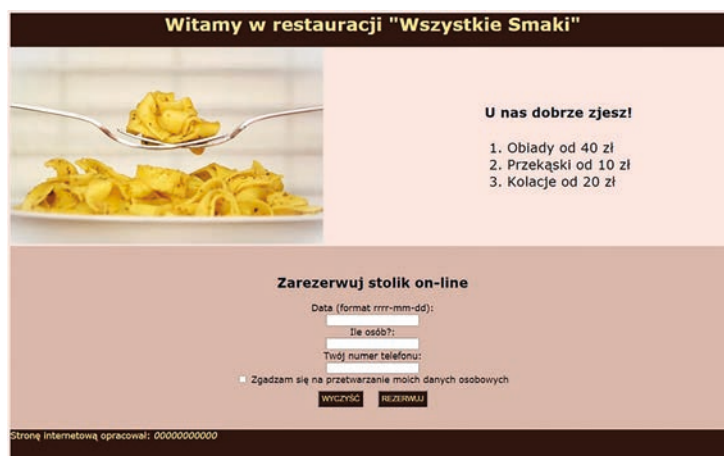 Witamy w restauracji "Wszystkie Smaki"
U nas dobrze zjesz!
1. Obiady od 40 zł
2. Przekąski od 10 zł
3. Kolacje od 20 zł
Zarezerwuj stolik on-line
Data (format rrrr-mm-dd):
Ile osób?:
Twój numer telefonu:
Zgadzam się na przetwarzanie moich danych osobowych
WYCZYŚĆ REZERWUJ
Stronę internetową opracował: 00000000000